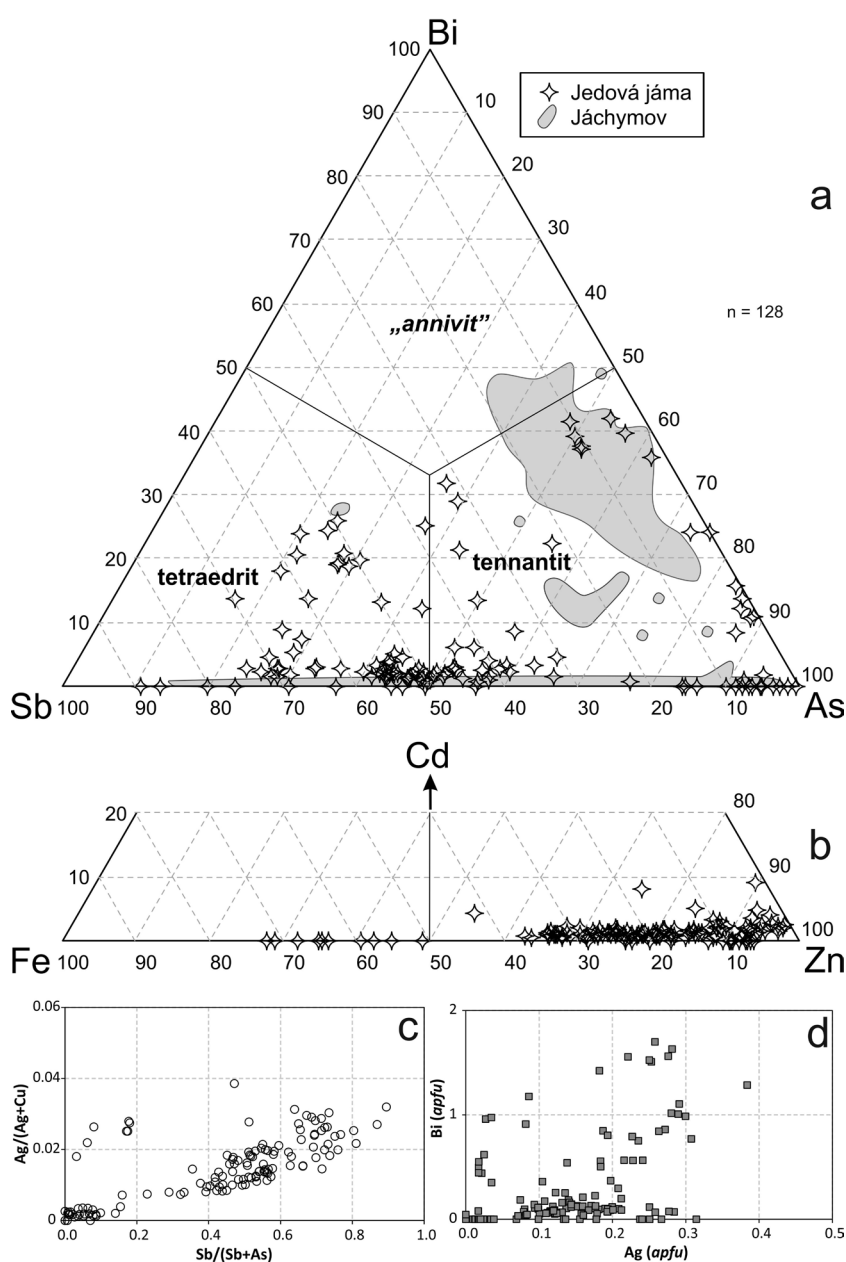 Bi
100
Jedová jáma
Jáchymov
90 10
80 20
a
70 30
60 40
„annivit” n = 128
50 50
40 60
30 70
20 80
tetraedrit tennantit
10 90
100
Sb 100 90 80 70 60 50 40 30 20 10 As
Cd
20 80
b
10 90
100
Fe 100 90 80 70 60 50 40 30 20 10 Zn
0.06
c
0.04
0.02
0.00
0.0 0.2 0.4 0.6 0.8 1.0
Ag/(Ag+Cu)
Sb/(Sb+As)
2
d
1
0
0.0 0.1 0.2 0.3 0.4 0.5
Bi (apfu)
Ag (apfu)